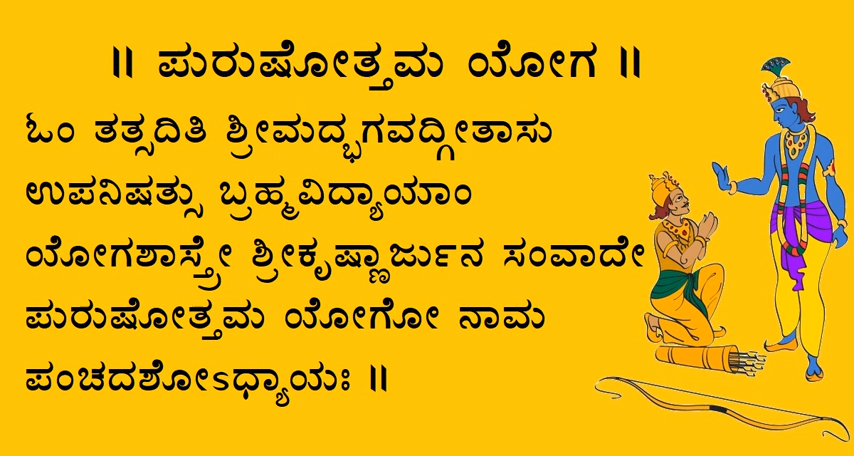 ॥ ಪುರುಷೋತ್ತಮ ಯೋಗ ॥
ಓಂ ತತ್ಸದಿತಿ ಶ್ರೀಮದ್ಭಗವದ್ಗೀತಾಸು
ಉಪನಿಷತ್ಸು ಬ್ರಹ್ಮವಿದ್ಯಾಯಾಂ
ಯೋಗಶಾಸ್ತ್ರೇ ಶ್ರೀಕೃಷ್ಣಾರ್ಜುನ ಸಂವಾದೇ
ಪುರುಷೋತ್ತಮ ಯೋಗೋ ನಾಮ
ಪಂಚದಶೋಽಧ್ಯಾಯಃ ॥